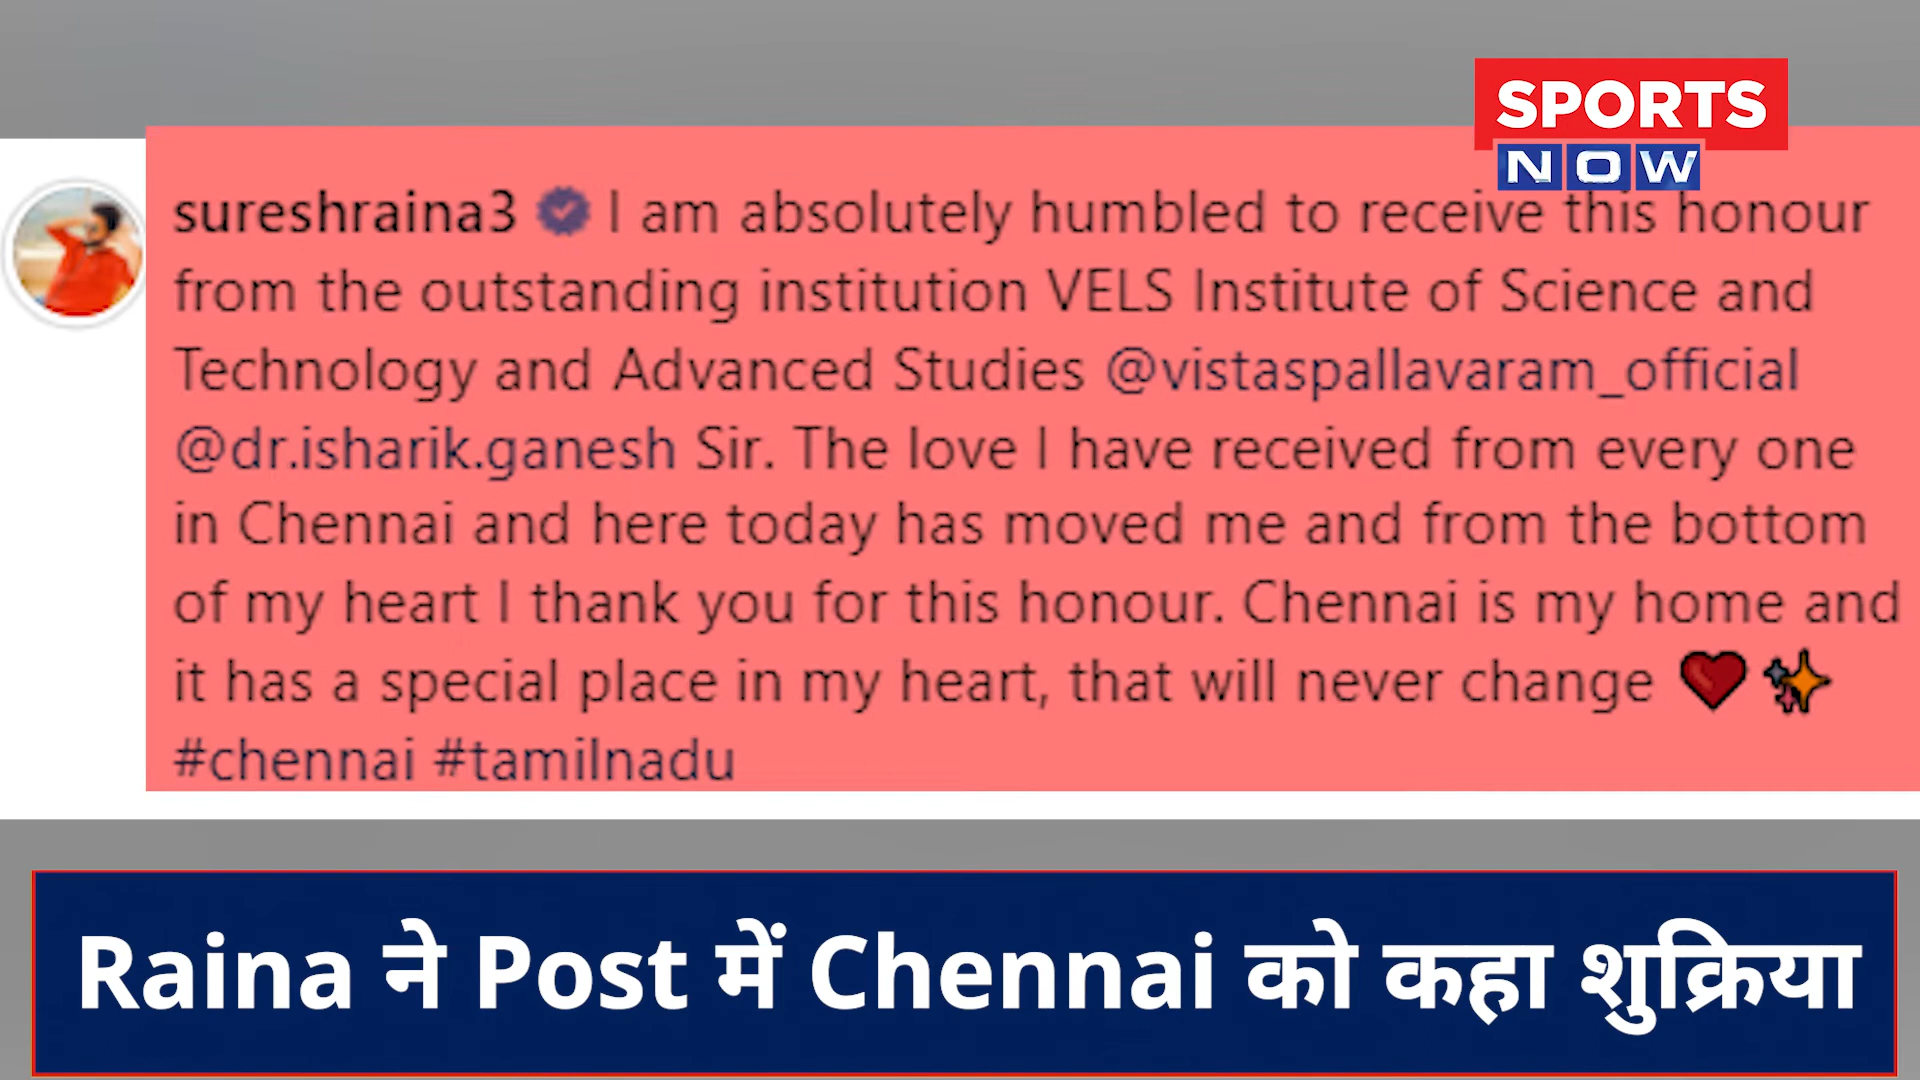 SPORTS
NOW
sureshraina3 I am absolutely humbled to receive this honour
from the outstanding institution VELS Institute of Science and
Technology and Advanced Studies @vistaspallavaram_official
@dr.isharik.ganesh Sir. The love I have received from every one
in Chennai and here today has moved me and from the bottom
of my heart I thank you for this honour. Chennai is my home and
it has a special place in my heart, that will never change ❤️✨
#chennai #tamilnadu
Raina ने Post में Chennai को कहा शुक्रिया